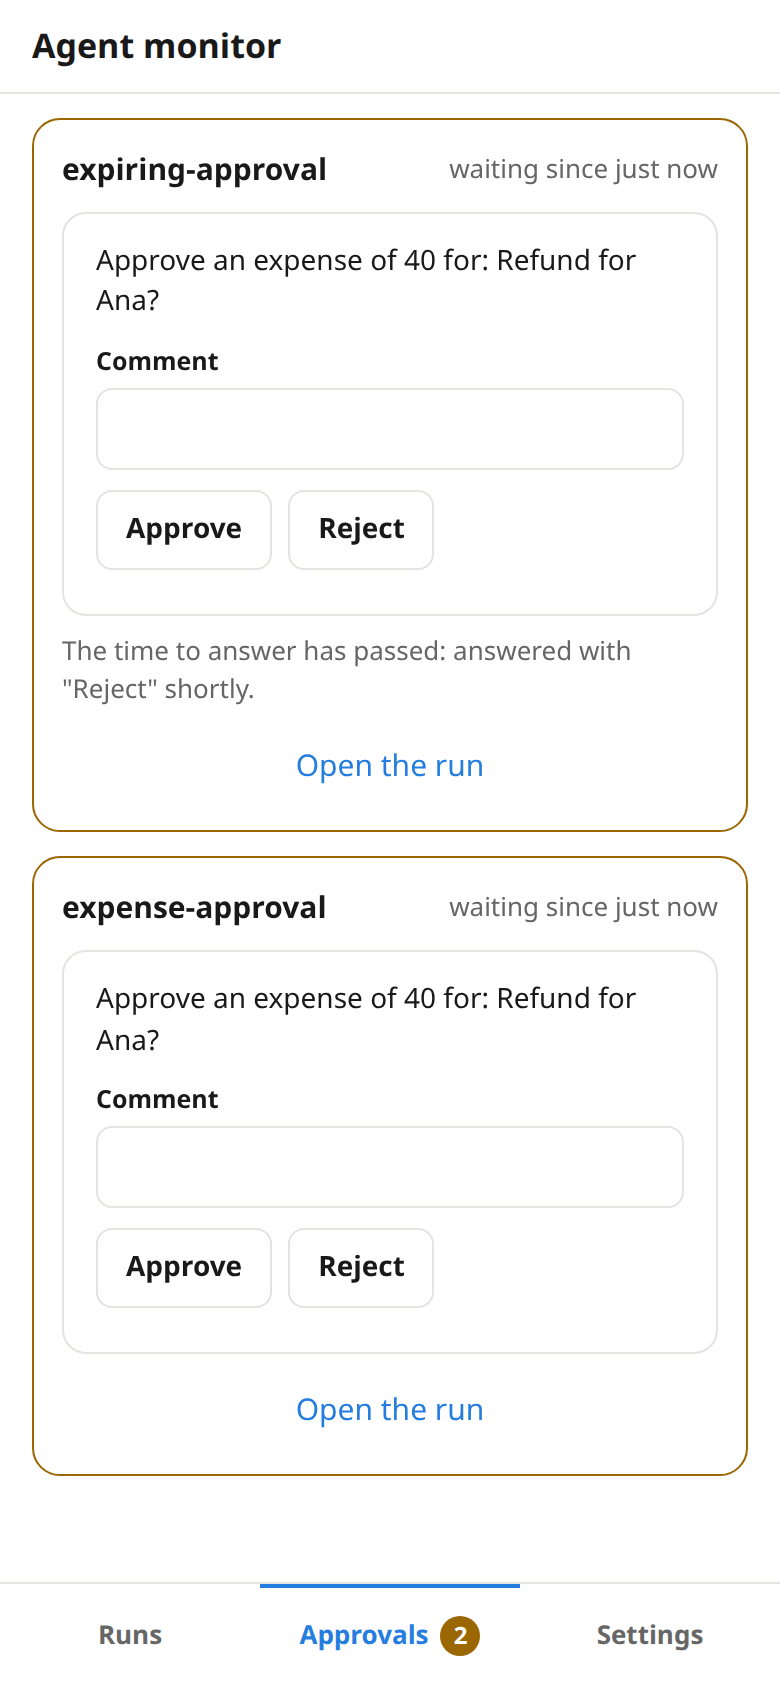 Agent monitor
expiring-approval
waiting since just now
Approve an expense of 40 for: Refund for
Ana?
Comment
Approve
Reject
The time to answer has passed: answered with
"Reject" shortly.
Open the run
expense-approval
waiting since just now
Approve an expense of 40 for: Refund for
Ana?
Comment
Approve
Reject
Open the run
Runs
Approvals 2
Settings